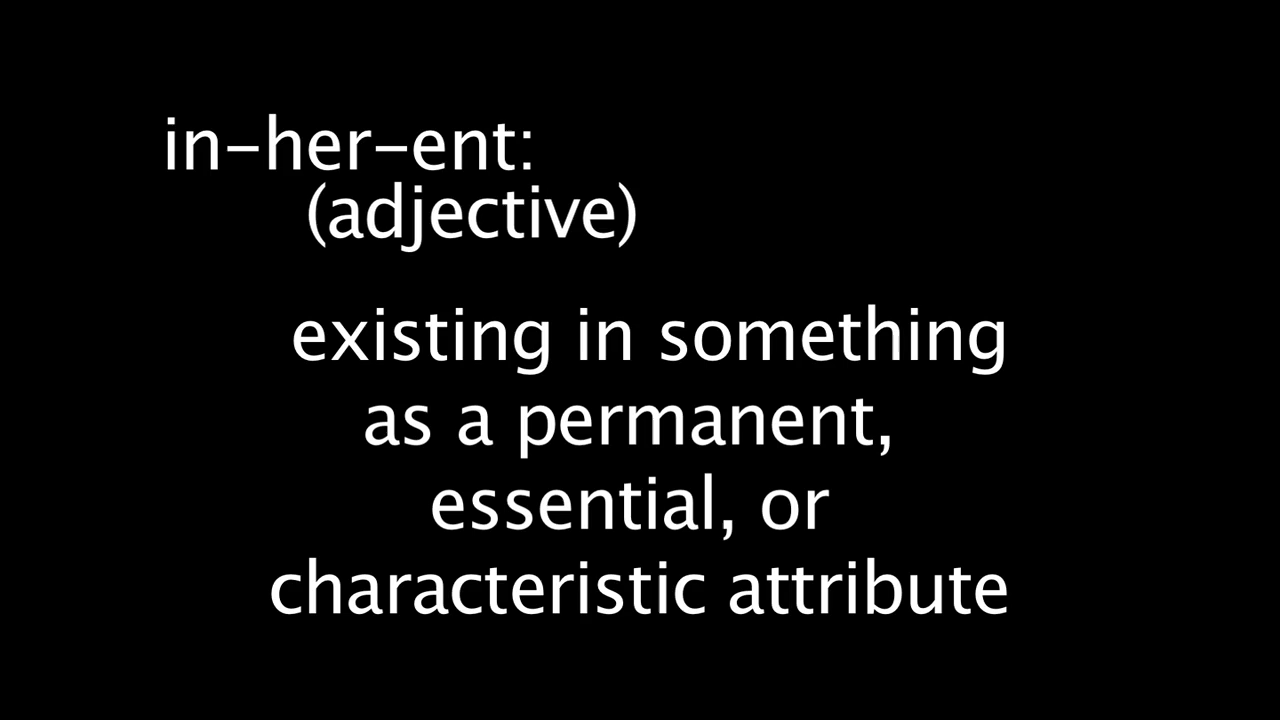 in-her-ent:
(adjective)
existing in something
as a permanent,
essential, or
characteristic attribute